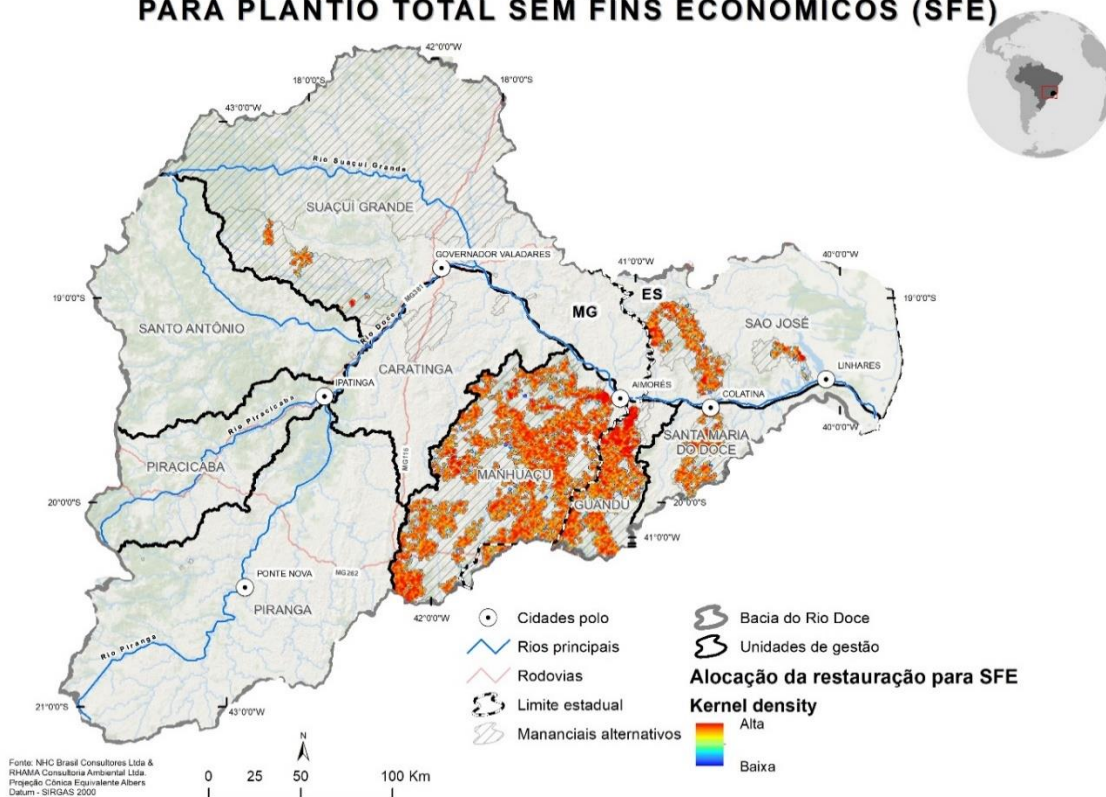 PARA PLANTIO TOTAL SEM FINS ECONÔMICOS (SFE)
42°0'0"W
18°0'0"S
18°0'0"S
43°0'0"W
Rio Suaçuí Grande
SUAÇUÍ GRANDE
GOVERNADOR VALADARES
41°0'0"W
40°0'0"W
19°0'0"S
19°0'0"S
MG
ES
SAO JOSÉ
SANTO ANTÔNIO
Rio Doce
MG381
CARATINGA
LINHARES
IPATINGA
AIMORÉS
COLATINA
Rio Piracicaba
40°0'0"W
SANTA MARIA
DO DOCE
PIRACICABA
MG116
MANHUAÇU
GUANDU
20°0'0"S
20°0'0"S
41°0'0"W
MG262
PONTE NOVA
PIRANGA
42°0'0"W
Rio Piranga
21°0'0"S
43°0'0"W
Cidades polo
Rios principais
Rodovias
Limite estadual
Mananciais alternativos
Bacia do Rio Doce
Unidades de gestão
Alocação da restauração para SFE
Kernel density
Alta
Baixa
N
0 25 50 100 Km
Fonte: NHC Brasil Consultores Ltda &
RHAMA Consultoria Ambiental Ltda.
Projeção Cônica Equivalente Albers
Datum - SIRGAS 2000